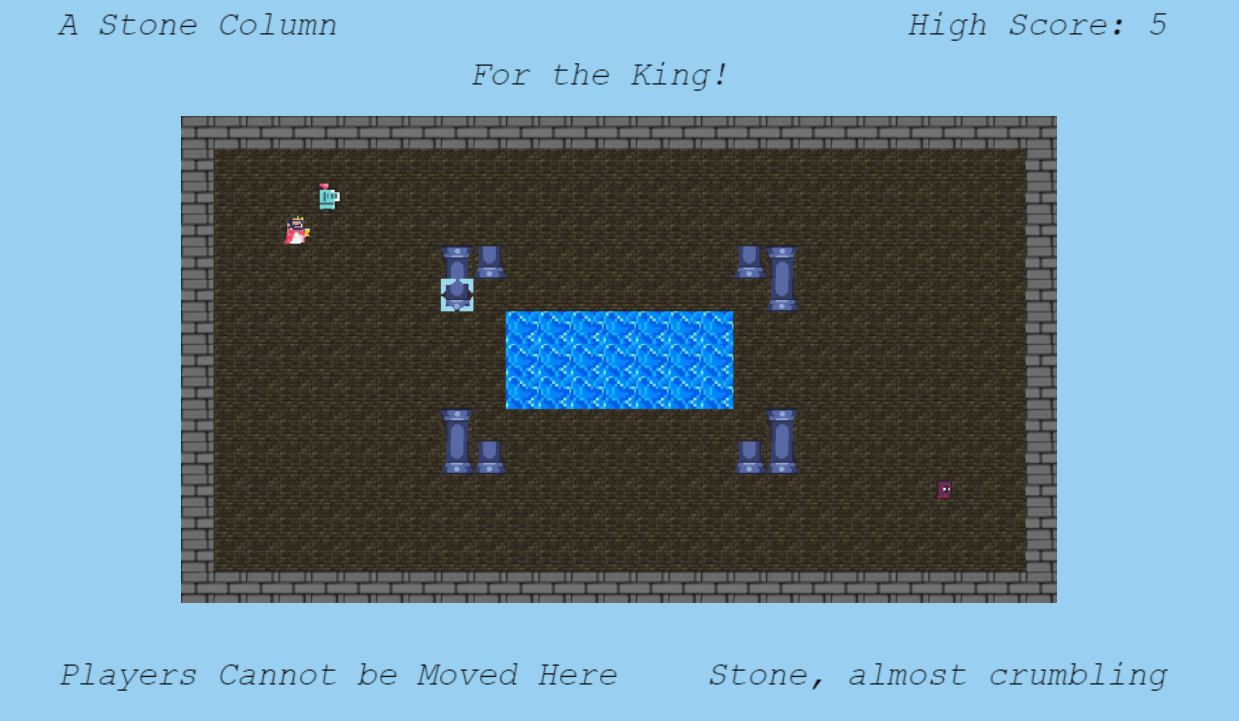 A Stone Column
High Score: 5
For the King!
Players Cannot be Moved Here
Stone, almost crumbling